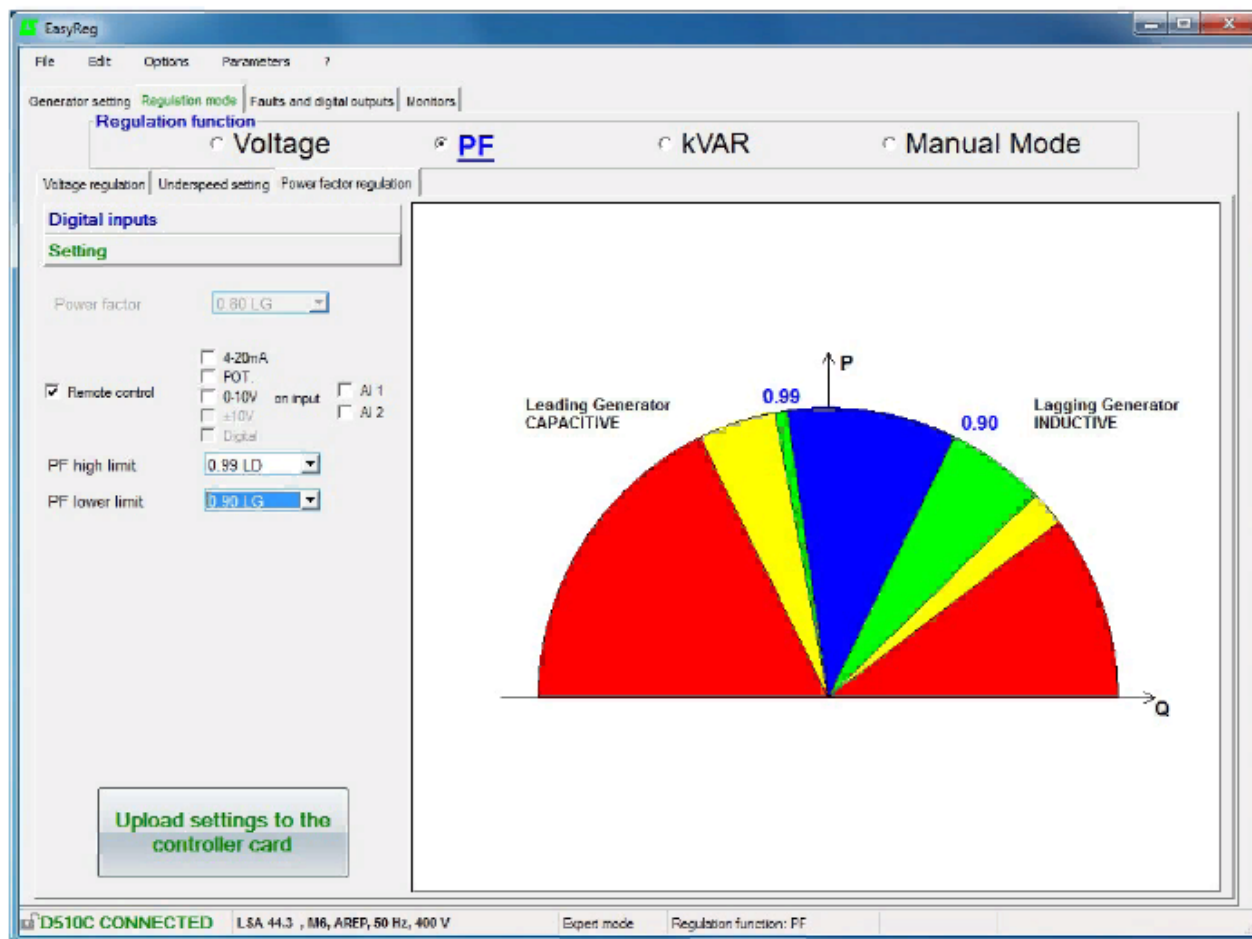 EasyReg
File Edit Options Parameters ?
Generator setting Regulation mode Faults and digital outputs Monitors
Regulation function
Voltage PF kVAR Manual Mode
Voltage regulation Underspeed setting Power factor regulation
Digital inputs
Setting
Power factor 0.80 LG
4-20mA
POT.
Remote control 0-10V on input AI 1
±10V AI 2
Digital
PF high limit 0.99 LD
PF lower limit 0.90 LG
P
0.99
Leading Generator
CAPACITIVE
0.90
Lagging Generator
INDUCTIVE
Q
Upload settings to the
controller card
D510C CONNECTED LSA 44.3 , M6, AREP, 50 Hz, 400 V Expert mode Regulation function: PF